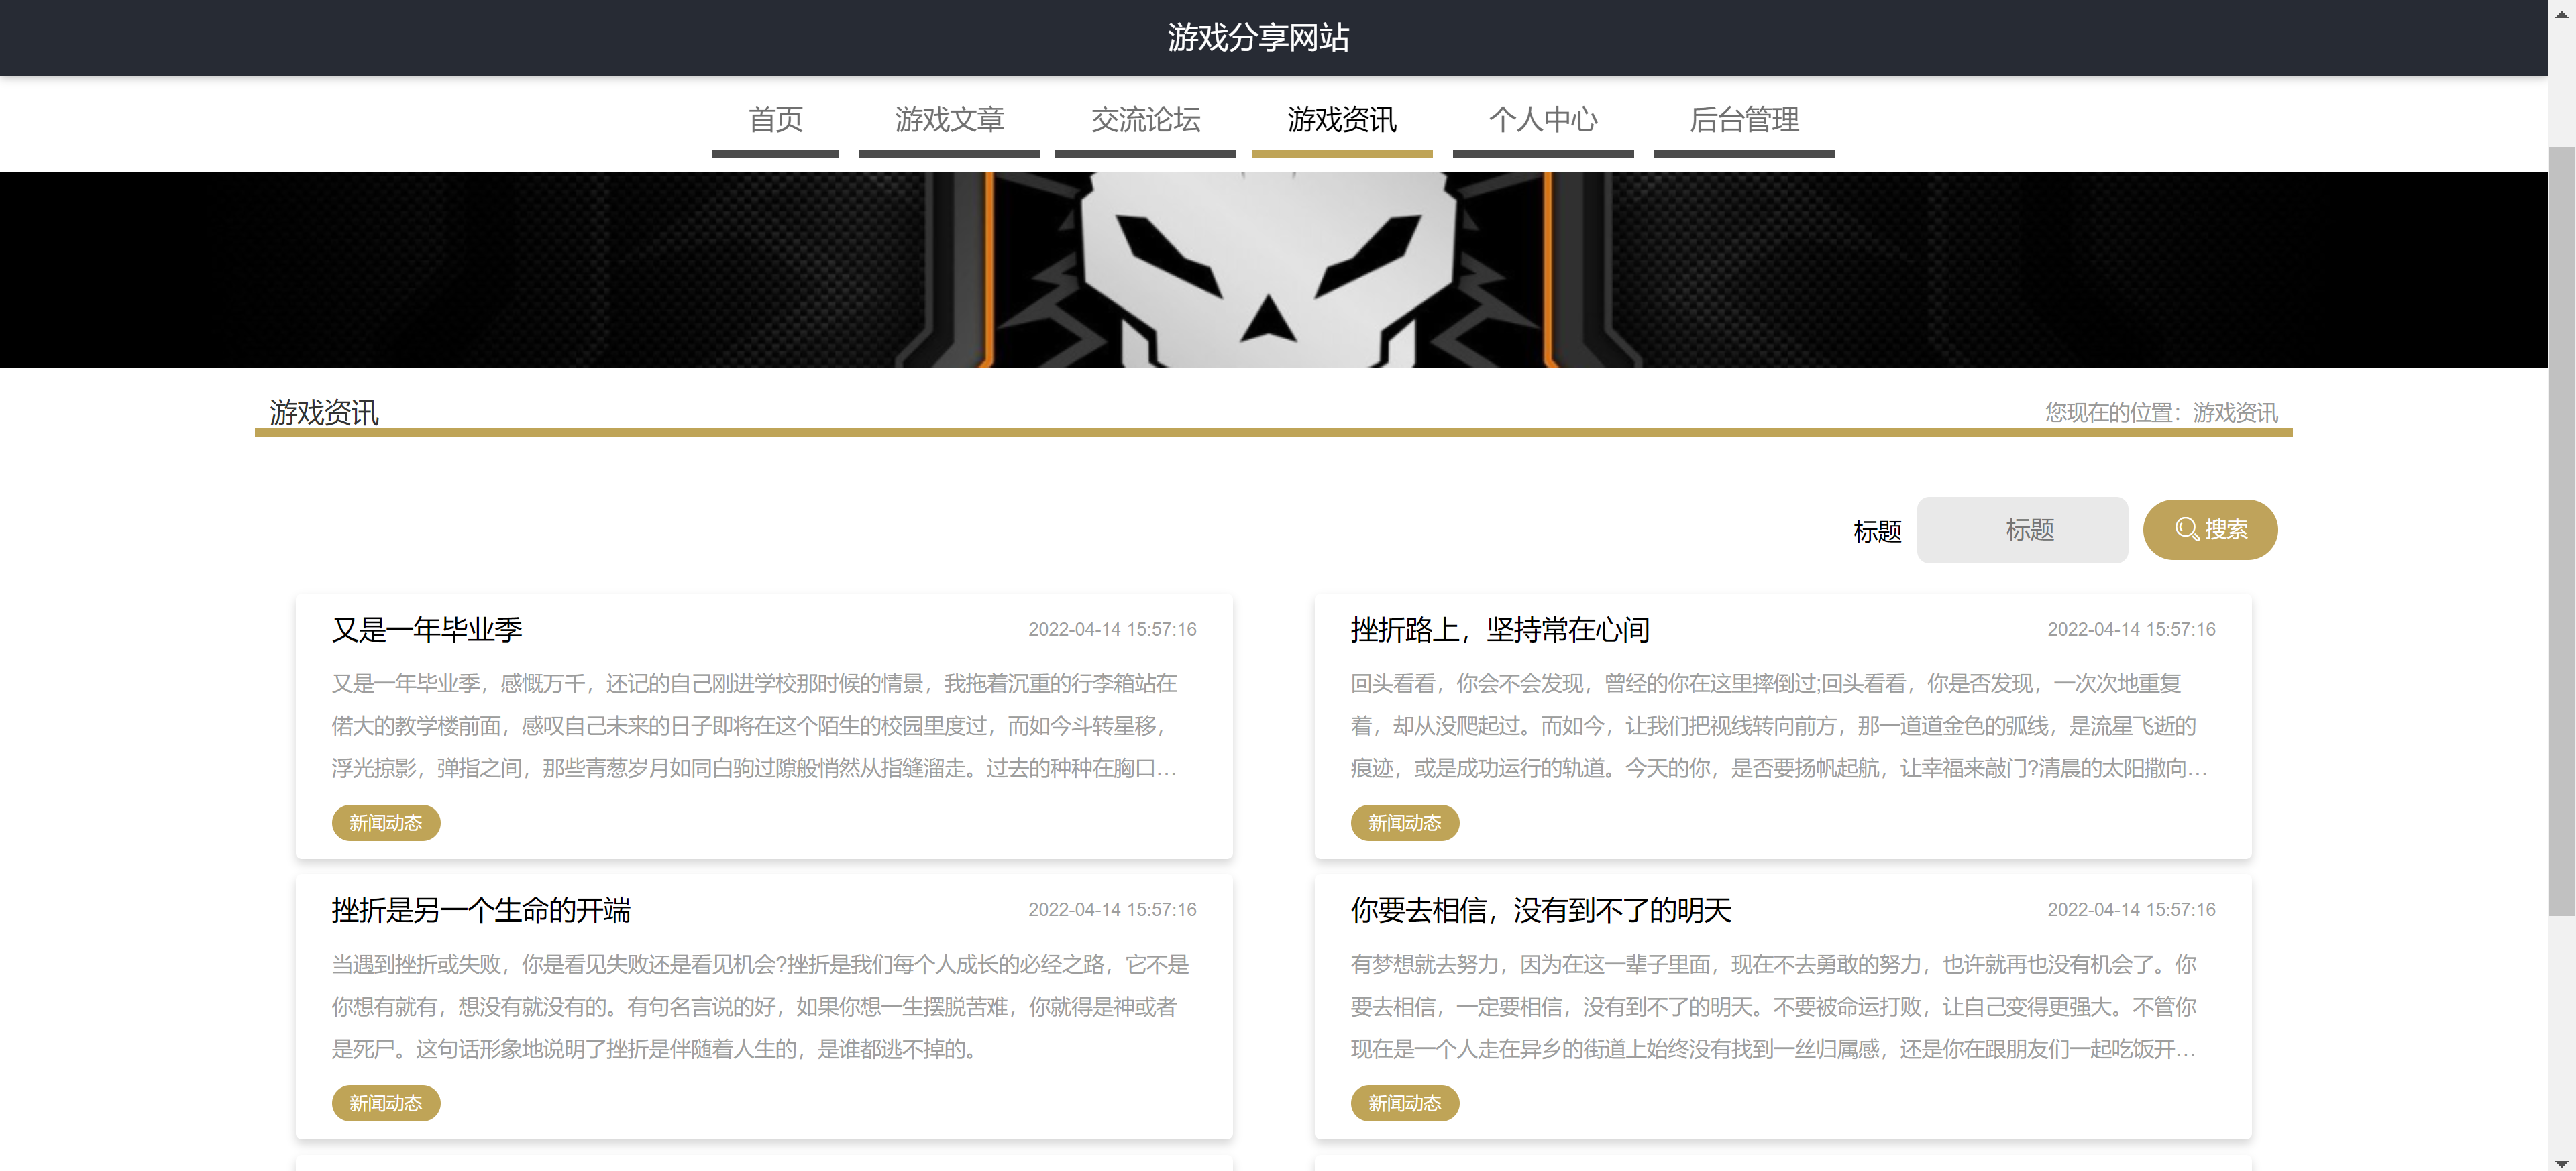 游戏分享网站
首页 游戏文章 交流论坛 游戏资讯 个人中心 后台管理
游戏资讯
您现在的位置：游戏资讯
标题 标题 搜索
又是一年毕业季
2022-04-14 15:57:16
又是一年毕业季，感慨万千，还记的自己刚进学校那时候的情景，我拖着沉重的行李箱站在
偌大的教学楼前面，感叹自己未来的日子即将在这个陌生的校园里度过，而如今斗转星移，
浮光掠影，弹指之间，那些青葱岁月如同白驹过隙般悄然从指缝溜走。过去的种种在胸口…
新闻动态
挫折路上，坚持常在心间
2022-04-14 15:57:16
回头看看，你会不会发现，曾经的你在这里摔倒过;回头看看，你是否发现，一次次地重复
着，却从没爬起过。而如今，让我们把视线转向前方，那一道道金色的弧线，是流星飞逝的
痕迹，或是成功运行的轨道。今天的你，是否要扬帆起航，让幸福来敲门?清晨的太阳撒向…
新闻动态
挫折是另一个生命的开端
2022-04-14 15:57:16
当遇到挫折或失败，你是看见失败还是看见机会?挫折是我们每个人成长的必经之路，它不是
你想有就有，想没有就没有的。有句名言说的好，如果你想一生摆脱苦难，你就得是神或者
是死尸。这句话形象地说明了挫折是伴随着人生的，是谁都逃不掉的。
新闻动态
你要去相信，没有到不了的明天
2022-04-14 15:57:16
有梦想就去努力，因为在这一辈子里面，现在不去勇敢的努力，也许就再也没有机会了。你
要去相信，一定要相信，没有到不了的明天。不要被命运打败，让自己变得更强大。不管你
现在是一个人走在异乡的街道上始终没有找到一丝归属感，还是你在跟朋友们一起吃饭开…
新闻动态